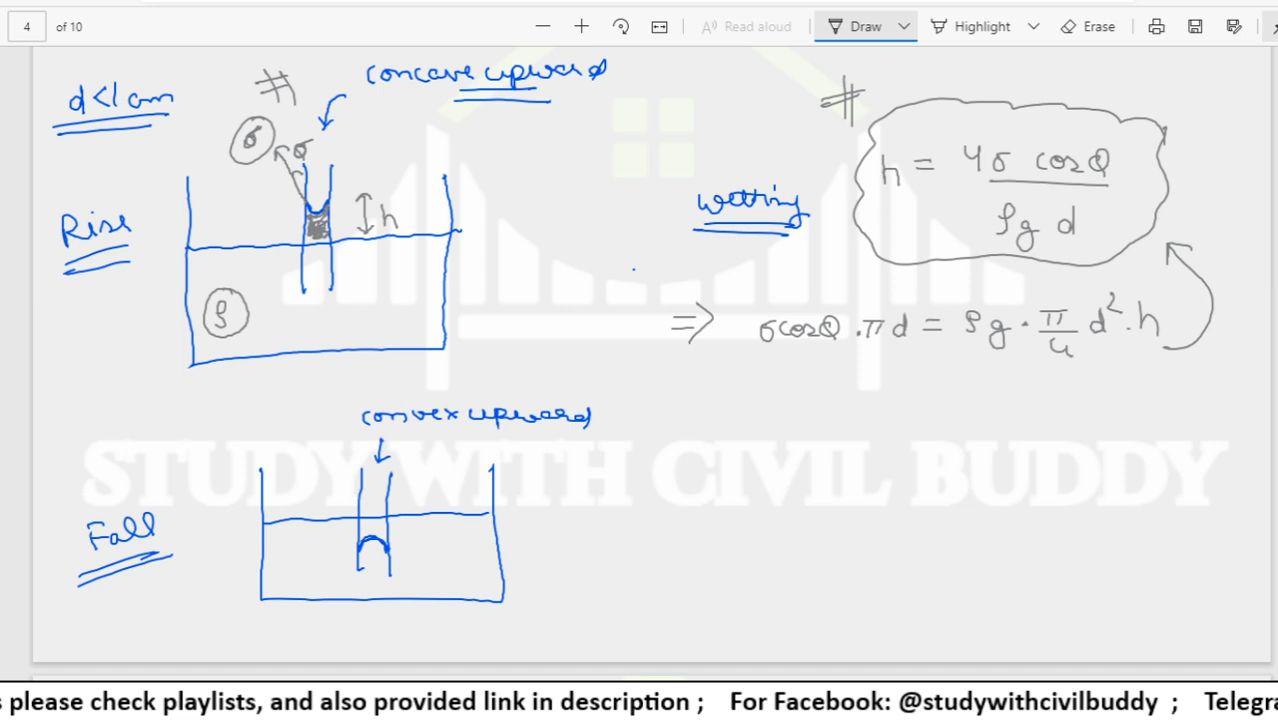 4 of 10
Read aloud Draw Highlight Erase
d<1 cm
#
concave upward
σ
θ
h
Rise
ρ
wetting
#
h = 4σ cosθ
ρg d
=> σcosθ . πd = ρg . π/4 d² . h
convex upward
Fall
STUDY WITH CIVIL BUDDY
s please check playlists, and also provided link in description ; For Facebook: @studywithcivilbuddy ; Telegra